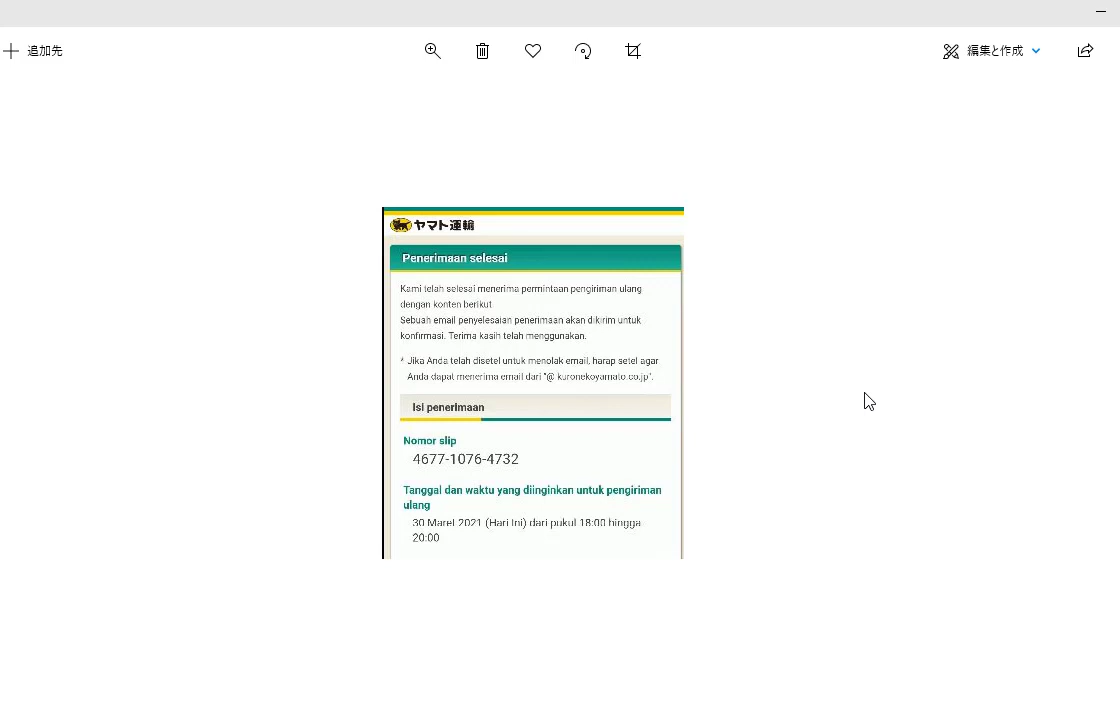 追加先
編集と作成
ヤマト運輸
Penerimaan selesai
Kami telah selesai menerima permintaan pengiriman ulang
dengan konten berikut.
Sebuah email penyelesaian penerimaan akan dikirim untuk
konfirmasi. Terima kasih telah menggunakan.
* Jika Anda telah disetel untuk menolak email, harap setel agar
Anda dapat menerima email dari "@ kuronekoyamato.co.jp".
Isi penerimaan
Nomor slip
4677-1076-4732
Tanggal dan waktu yang diinginkan untuk pengiriman
ulang
30 Maret 2021 (Hari Ini) dari pukul 18:00 hingga
20:00